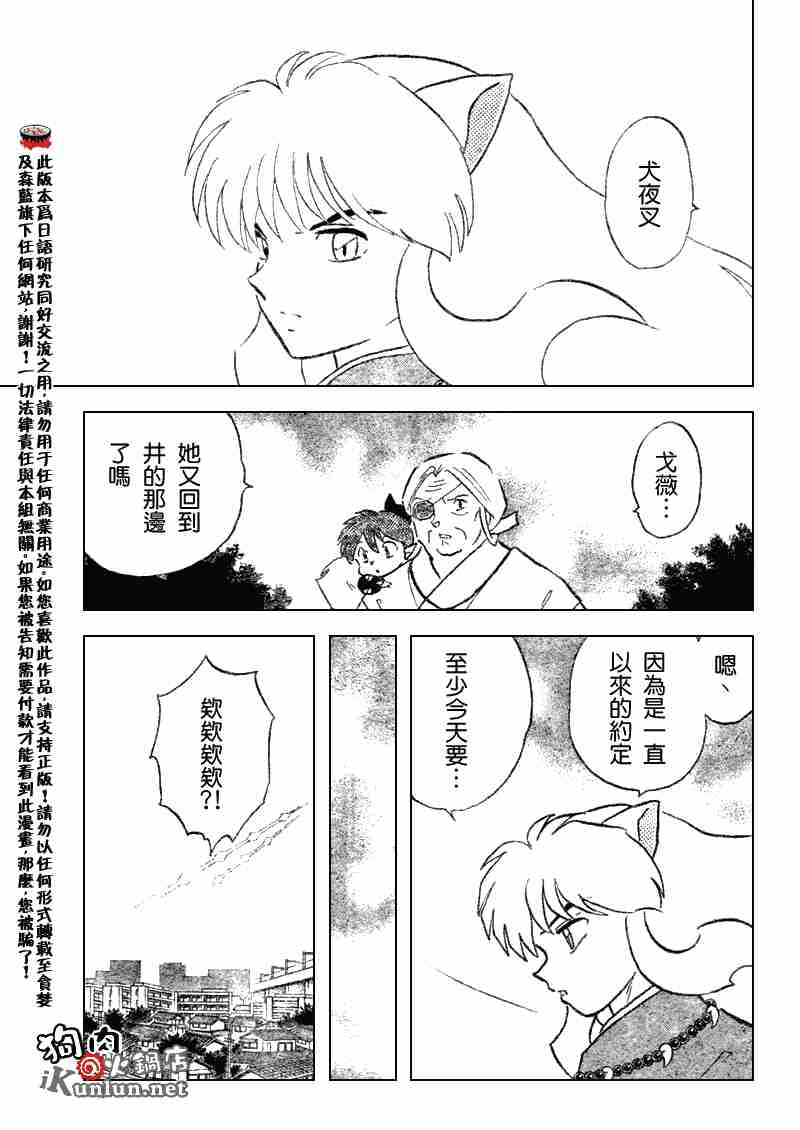 犬夜叉
戈薇…
她又回到
井的那邊
了嗎
嗯、
因為是一直
以來的約定
至少今天要…
欸欸欸欸?!
此版本爲日語研究同好交流之用,請勿用于任何商業用途。如您喜歡此作品,請支持正版!請勿以任何形式轉載至貪婪
及森藍旗下任何網站,謝謝!一切法律責任與本組無關。如果您被告知需要付款才能看到此漫畫,那麼,您被騙了!
狗肉火鍋店
iKunlun.net